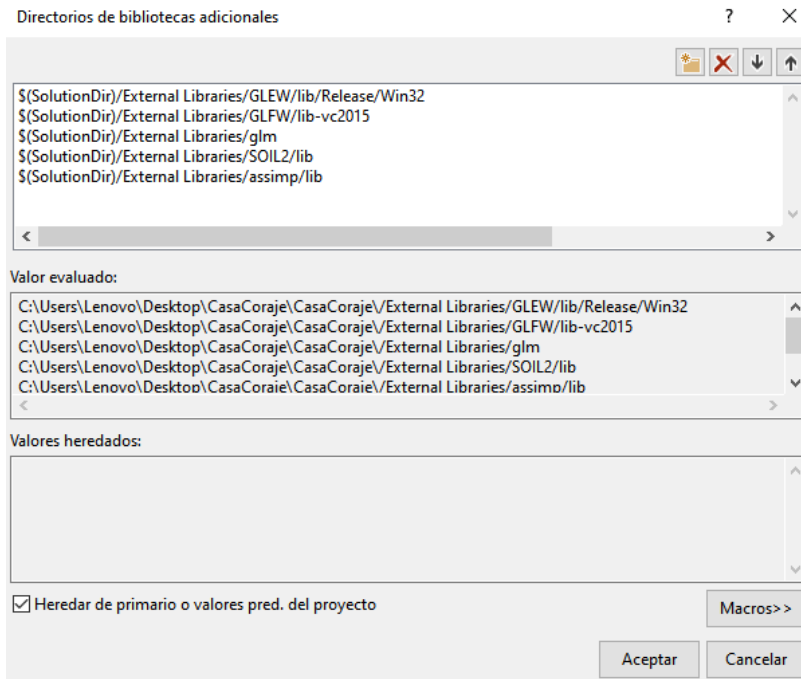 Directorios de bibliotecas adicionales
?
$(SolutionDir)/External Libraries/GLEW/lib/Release/Win32
$(SolutionDir)/External Libraries/GLFW/lib-vc2015
$(SolutionDir)/External Libraries/glm
$(SolutionDir)/External Libraries/SOIL2/lib
$(SolutionDir)/External Libraries/assimp/lib
Valor evaluado:
C:\Users\Lenovo\Desktop\CasaCoraje\CasaCoraje\/External Libraries/GLEW/lib/Release/Win32
C:\Users\Lenovo\Desktop\CasaCoraje\CasaCoraje\/External Libraries/GLFW/lib-vc2015
C:\Users\Lenovo\Desktop\CasaCoraje\CasaCoraje\/External Libraries/glm
C:\Users\Lenovo\Desktop\CasaCoraje\CasaCoraje\/External Libraries/SOIL2/lib
C:\Users\Lenovo\Desktop\CasaCoraje\CasaCoraje\/External Libraries/assimp/lib
Valores heredados:
Heredar de primario o valores pred. del proyecto
Macros>>
Aceptar
Cancelar